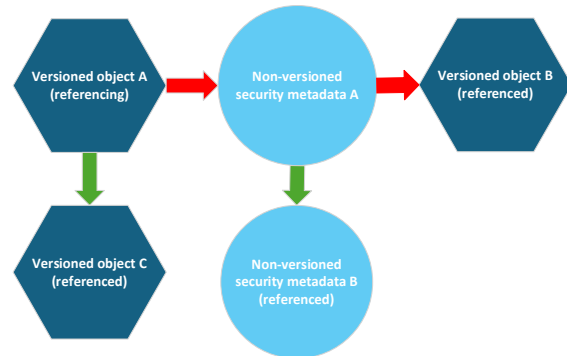 Versioned object A
(referencing)
Non-versioned
security metadata A
Versioned object B
(referenced)
Versioned object C
(referenced)
Non-versioned
security metadata B
(referenced)